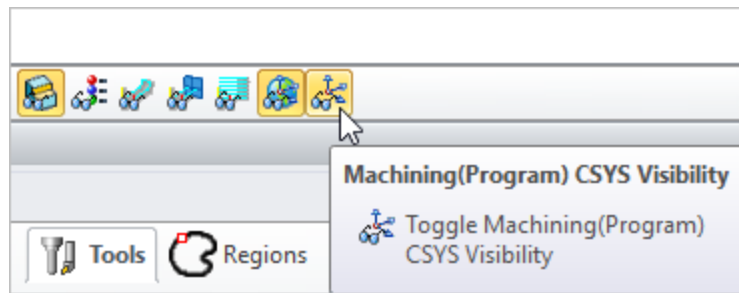 Machining(Program) CSYS Visibility
Toggle Machining(Program)
CSYS Visibility
Tools
Regions